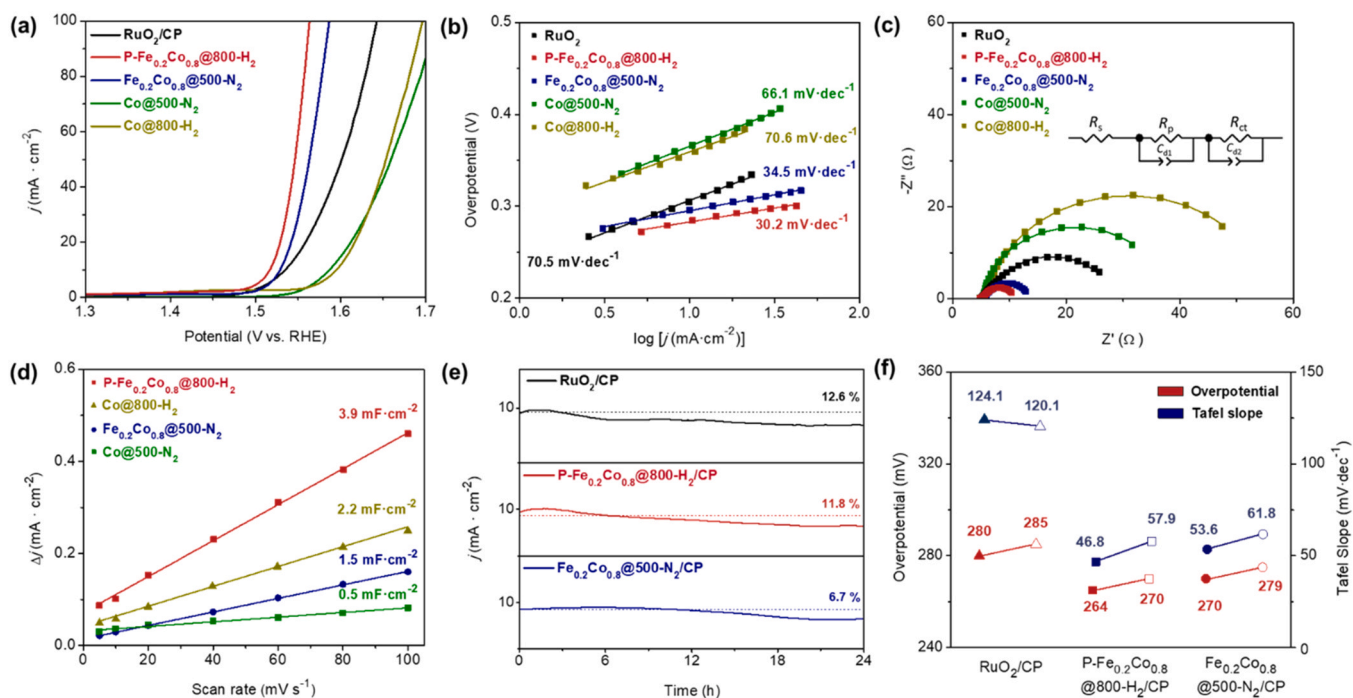 (a)
100
80
60
40
20
0
j (mA · cm⁻²)
RuO₂/CP
P-Fe₀.₂Co₀.₈@800-H₂
Fe₀.₂Co₀.₈@500-N₂
Co@500-N₂
Co@800-H₂
1.3 1.4 1.5 1.6 1.7
Potential (V vs. RHE)
(b)
0.5
0.4
0.3
0.2
Overpotential (V)
RuO₂
P-Fe₀.₂Co₀.₈@800-H₂
Fe₀.₂Co₀.₈@500-N₂
Co@500-N₂
Co@800-H₂
66.1 mV·dec⁻¹
70.6 mV·dec⁻¹
34.5 mV·dec⁻¹
30.2 mV·dec⁻¹
70.5 mV·dec⁻¹
0.0 0.5 1.0 1.5 2.0
log [j (mA·cm⁻²)]
(c)
60
40
20
0
-Z'' (Ω)
RuO₂
P-Fe₀.₂Co₀.₈@800-H₂
Fe₀.₂Co₀.₈@500-N₂
Co@500-N₂
Co@800-H₂
Rₛ Rₚ R_ct
C_d1 C_d2
0 20 40 60
Z' (Ω)
(d)
0.6
0.4
0.2
0.0
Δj (mA · cm⁻²)
P-Fe₀.₂Co₀.₈@800-H₂
Co@800-H₂
Fe₀.₂Co₀.₈@500-N₂
Co@500-N₂
3.9 mF·cm⁻²
2.2 mF·cm⁻²
1.5 mF·cm⁻²
0.5 mF·cm⁻²
0 20 40 60 80 100
Scan rate (mV s⁻¹)
(e)
j (mA · cm⁻²)
RuO₂/CP
10
12.6 %
P-Fe₀.₂Co₀.₈@800-H₂/CP
10
11.8 %
Fe₀.₂Co₀.₈@500-N₂/CP
10
6.7 %
0 6 12 18 24
Time (h)
(f)
360
320
280
240
Overpotential (mV)
150
100
50
0
Tafel Slope (mV·dec⁻¹)
Overpotential
Tafel slope
124.1 120.1
280 285
46.8 57.9
264 270
53.6 61.8
270 279
RuO₂/CP
P-Fe₀.₂Co₀.₈
@800-H₂/CP
Fe₀.₂Co₀.₈
@500-N₂/CP